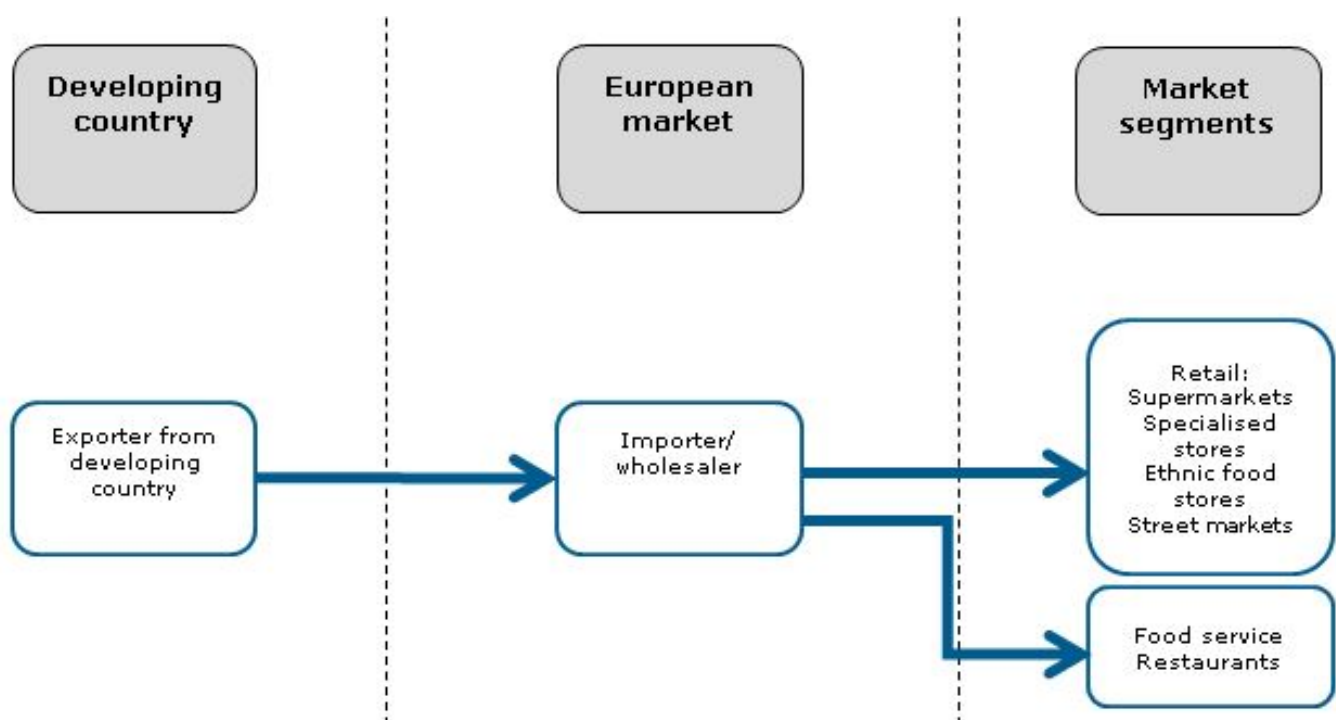 Developing
country
European
market
Market
segments
Exporter from
developing
country
Importer/
wholesaler
Retail:
Supermarkets
Specialised
stores
Ethnic food
stores
Street markets
Food service
Restaurants